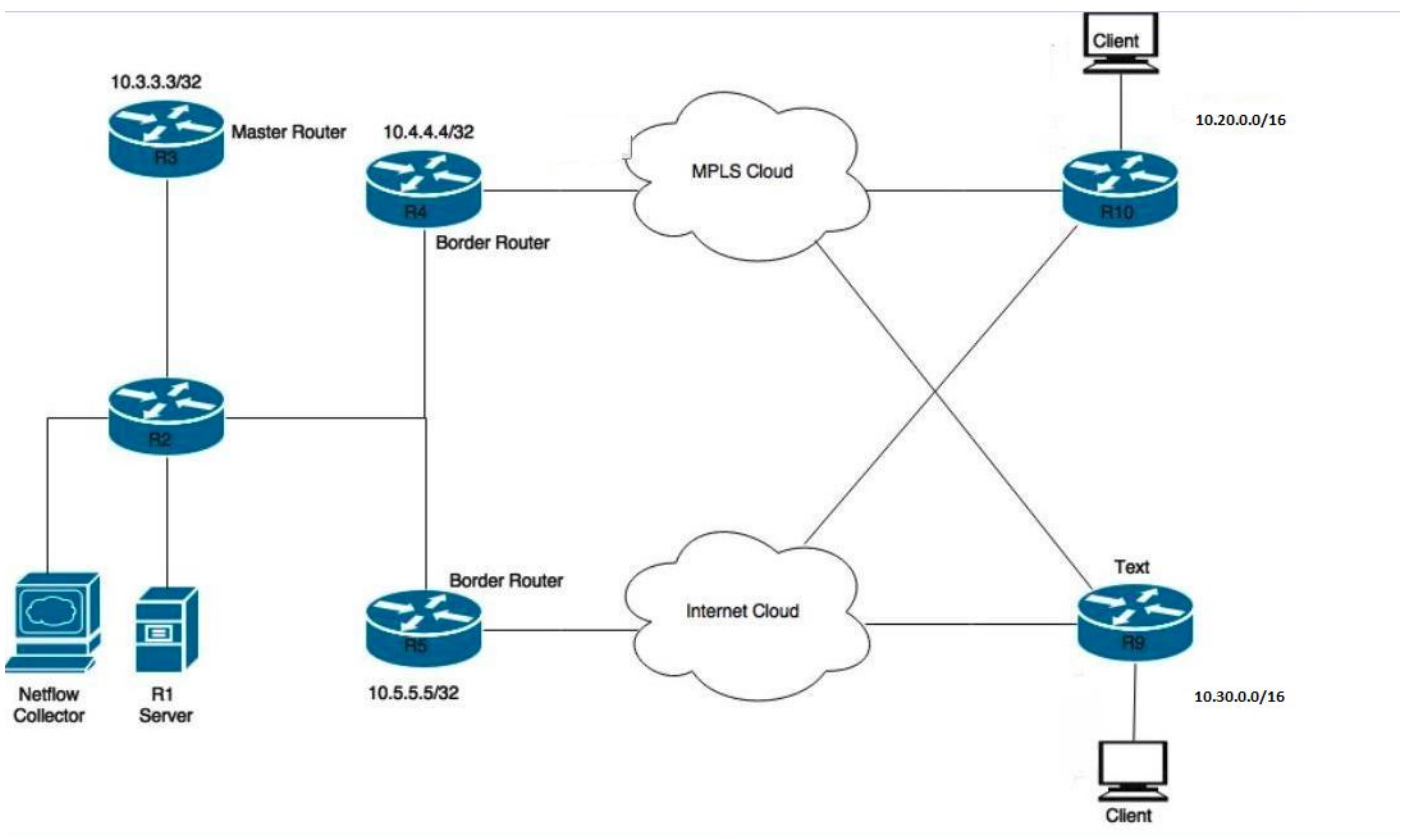 Client
10.3.3.3/32
10.20.0.0/16
Master Router
10.4.4.4/32
R3
MPLS Cloud
R4
R10
Border Router
R2
Text
Border Router
Internet Cloud
R5
R9
10.5.5.5/32
Netflow
Collector
R1
Server
10.30.0.0/16
Client